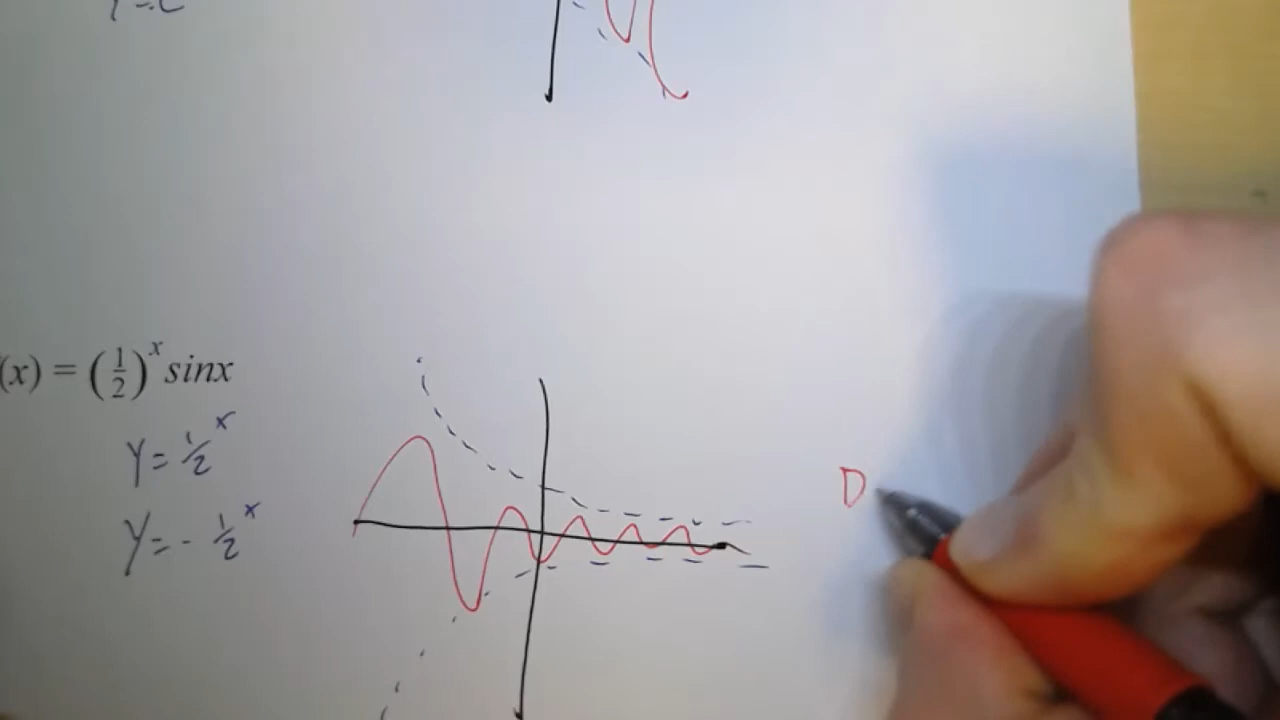 (x) = (1/2)^x sinx
y = 1/2^x
y = - 1/2^x
D